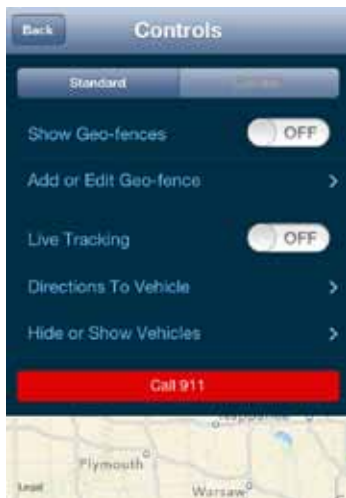 Back
Controls
Standard
Show Geo-fences
OFF
Add or Edit Geo-fence
Live Tracking
OFF
Directions To Vehicle
Hide or Show Vehicles
Call 911
Plymouth
Legal
Warsaw